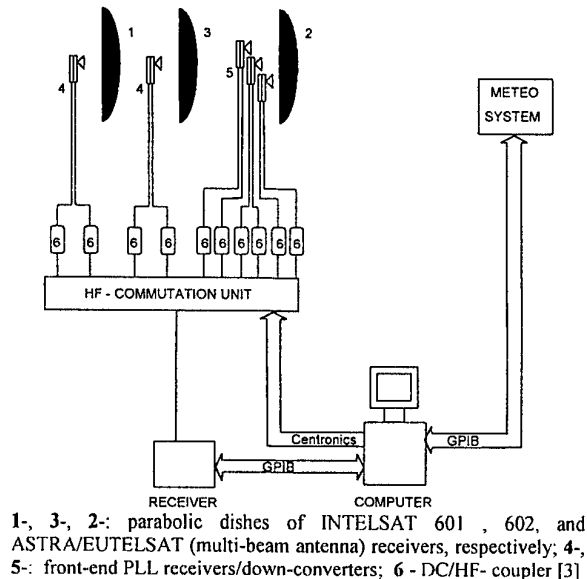 1
3
2
4
4
5
METEO
SYSTEM
6 6 6 6 6 6 6 6 6 6
HF - COMMUTATION UNIT
Centronics
GPIB
GPIB
RECEIVER
COMPUTER
1-, 3-, 2-: parabolic dishes of INTELSAT 601 , 602, and
ASTRA/EUTELSAT (multi-beam antenna) receivers, respectively; 4-,
5-: front-end PLL receivers/down-converters; 6 - DC/HF- coupler [3]